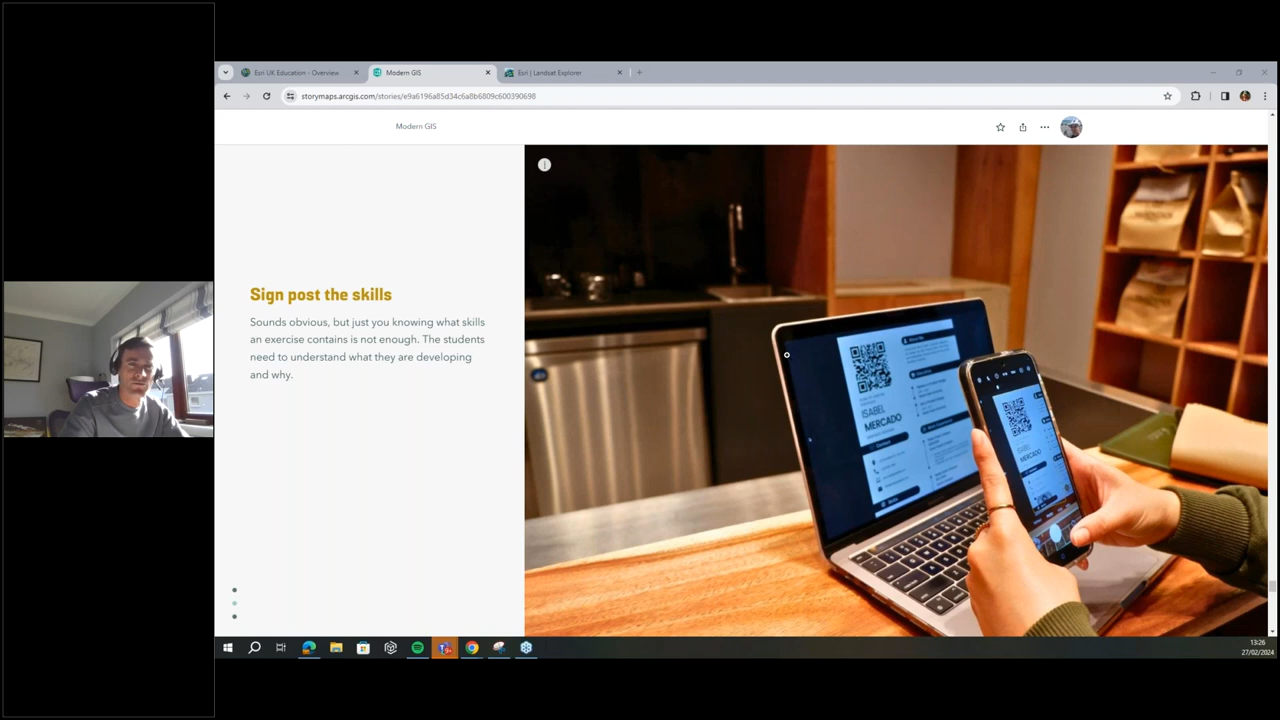 Esri UK Education - Overview
Modern GIS
Esri | Landsat Explorer
storymaps.arcgis.com/stories/e9a6196a85d34c6a8b6809c600390698
Modern GIS
Sign post the skills
Sounds obvious, but just you knowing what skills
an exercise contains is not enough. The students
need to understand what they are developing
and why.
ISABEL
MERCADO
Contact
Skills
13:26
27/02/2024